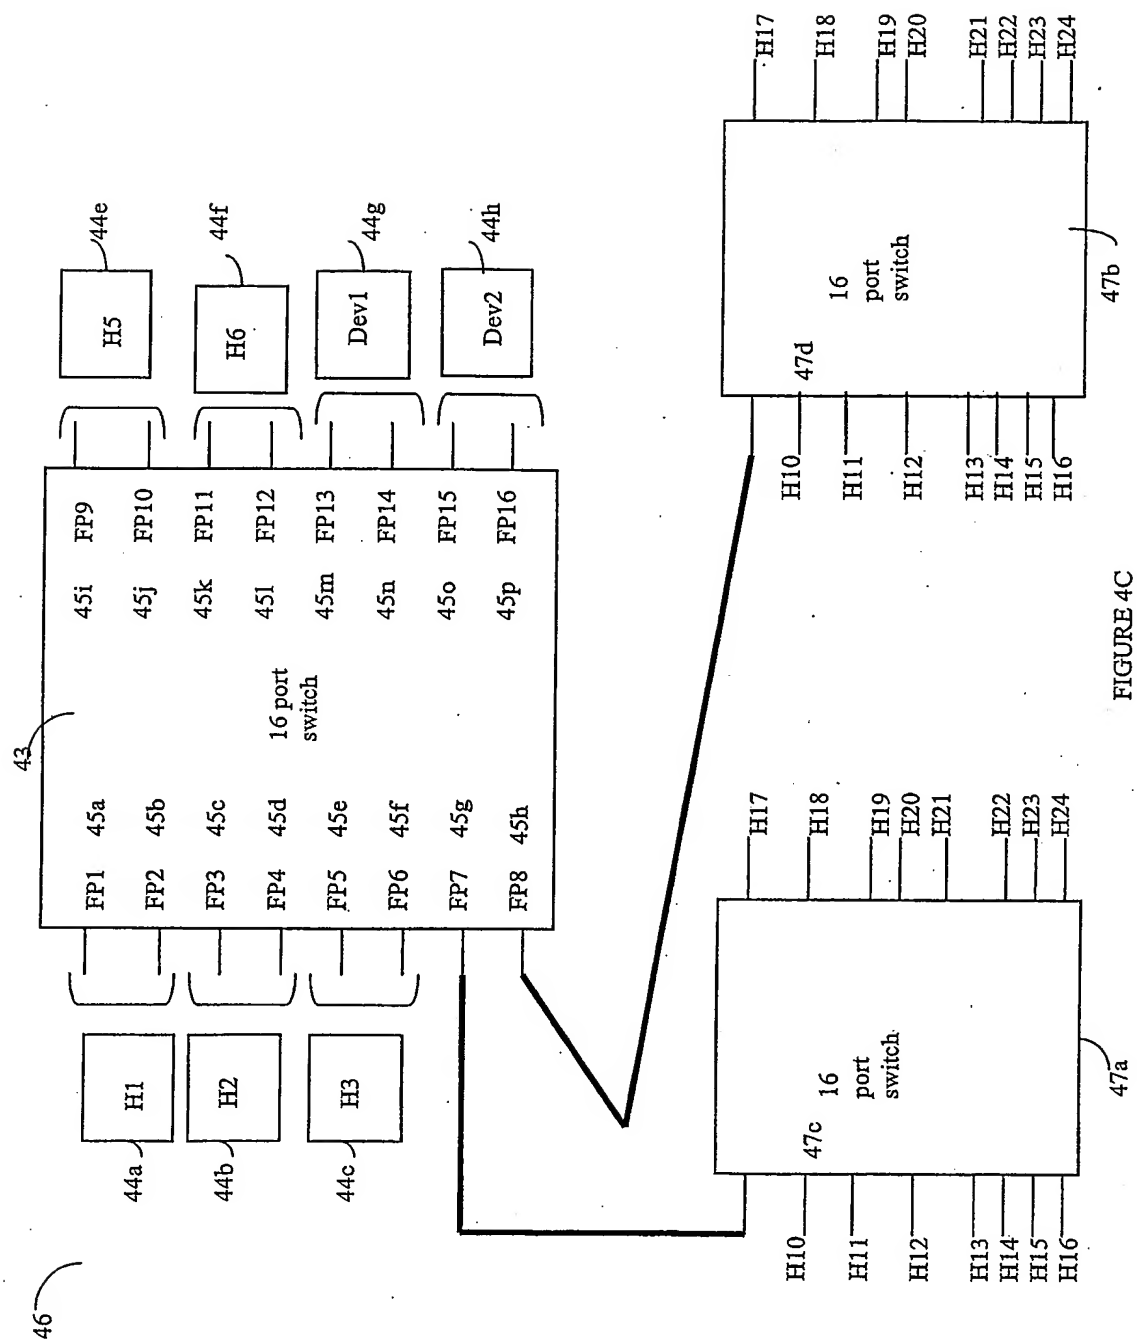 46
43
44a
H1
44b
H2
44c
H3
44e
H5
44f
H6
44g
Dev1
44h
Dev2
FP1 45a
FP2 45b
FP3 45c
FP4 45d
FP5 45e
FP6 45f
FP7 45g
FP8 45h
16 port
switch
45i FP9
45j FP10
45k FP11
45l FP12
45m FP13
45n FP14
45o FP15
45p FP16
H10
H11
H12
H13
H14
H15
H16
47c
16
port
switch
47a
H17
H18
H19
H20
H21
H22
H23
H24
H10
H11
H12
H13
H14
H15
H16
47d
16
port
switch
47b
H17
H18
H19
H20
H21
H22
H23
H24
FIGURE 4C